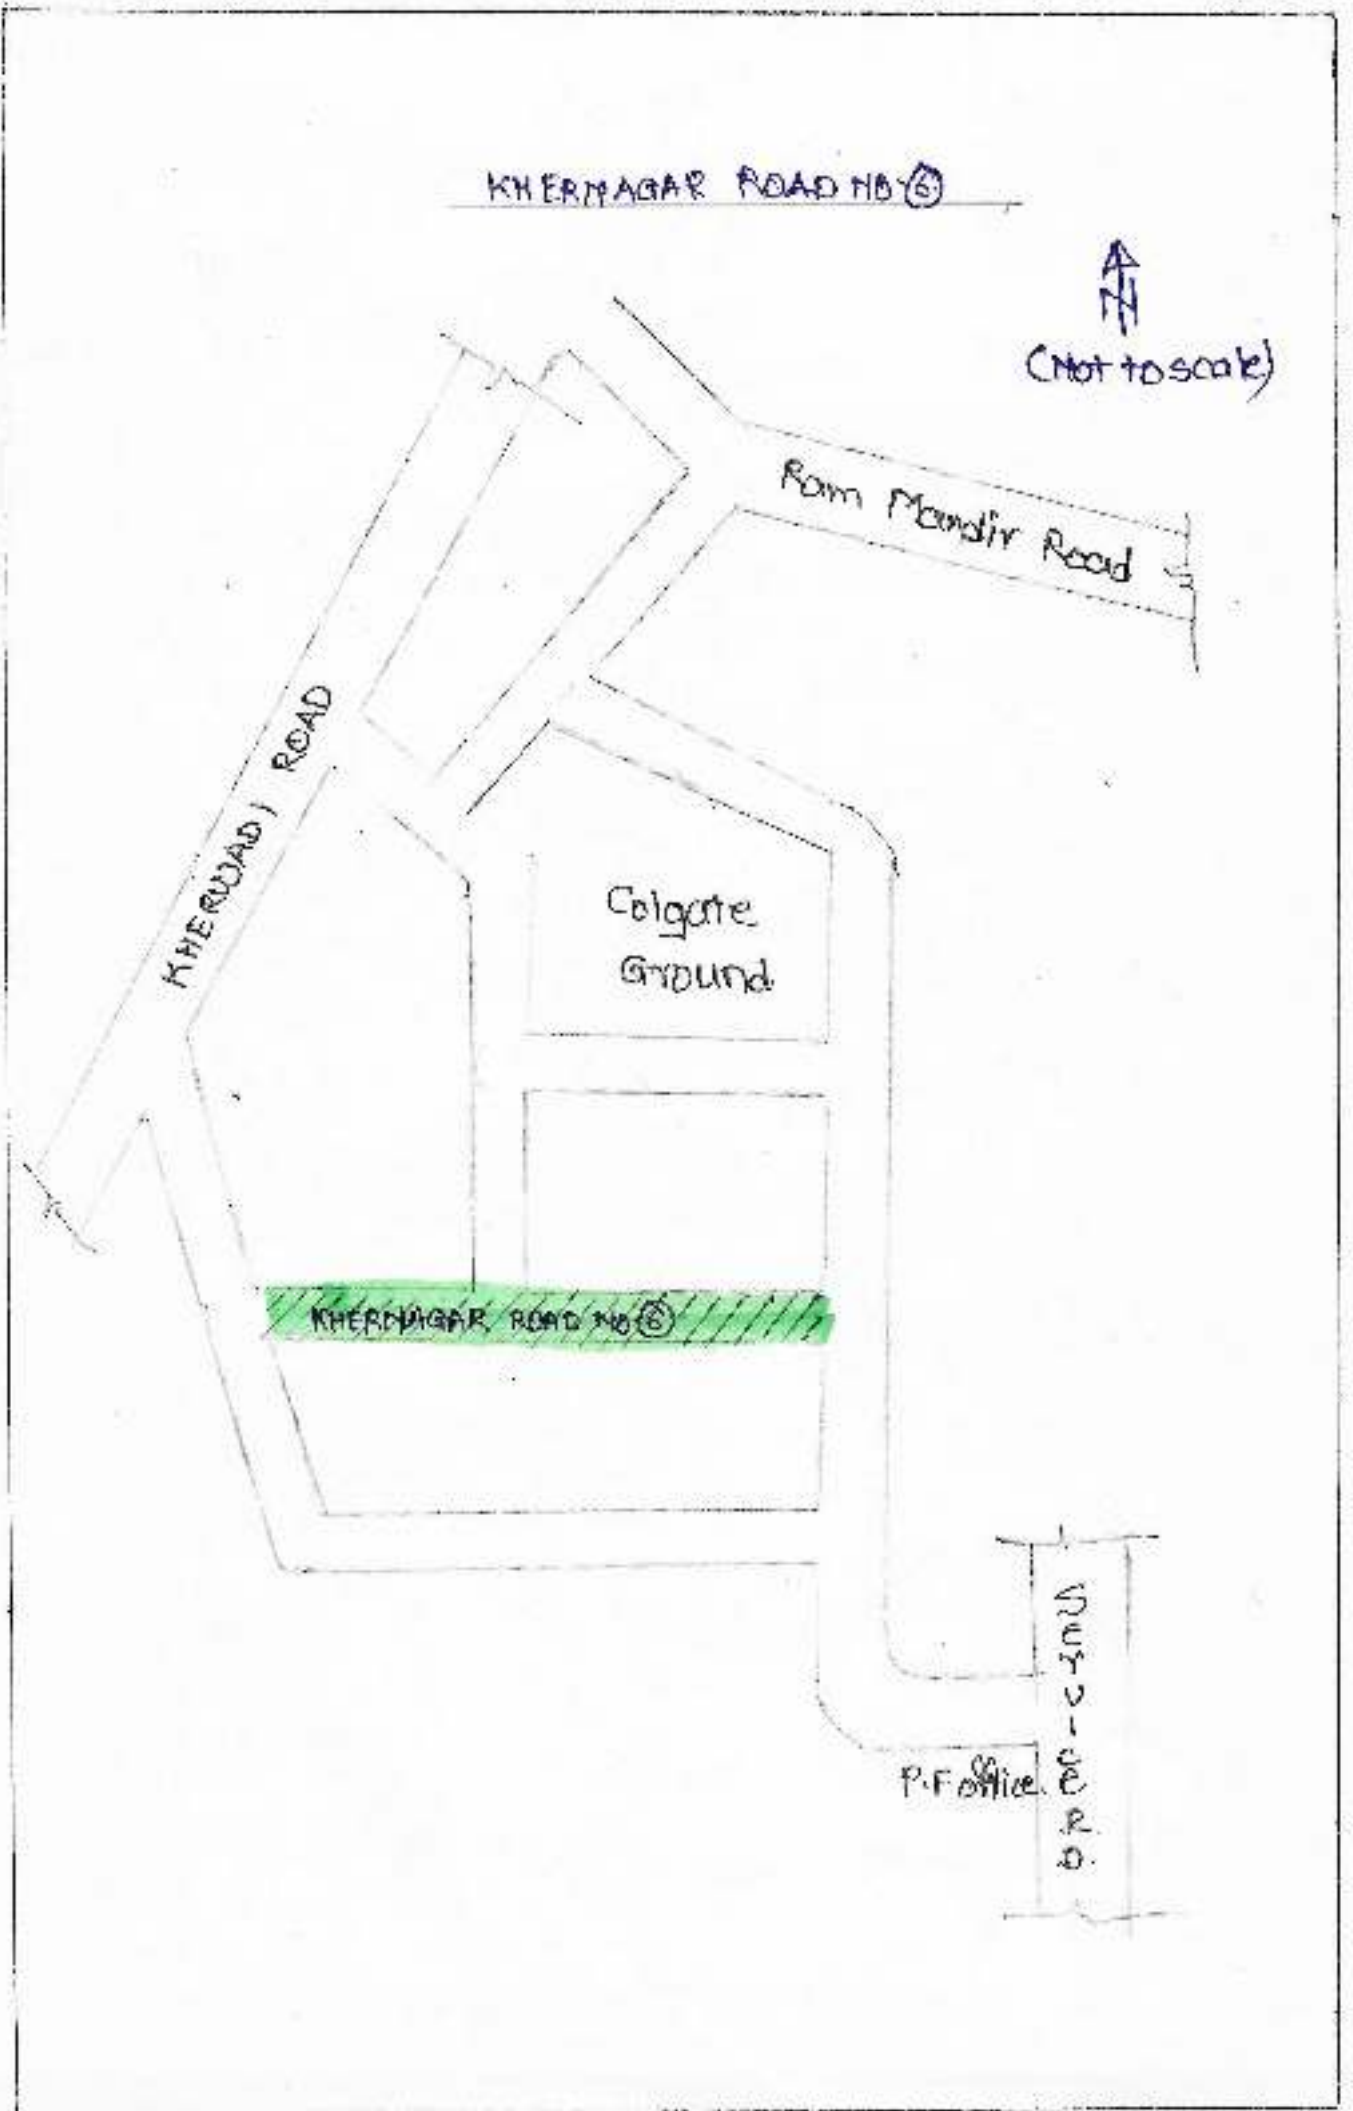 KHERNAGAR ROAD NO-6
N
(Not to scale)
Ram Mandir Road
KHERWADI ROAD
Colgate
Ground
KHERNAGAR ROAD NO 6
SERVICE RD.
P.F office.